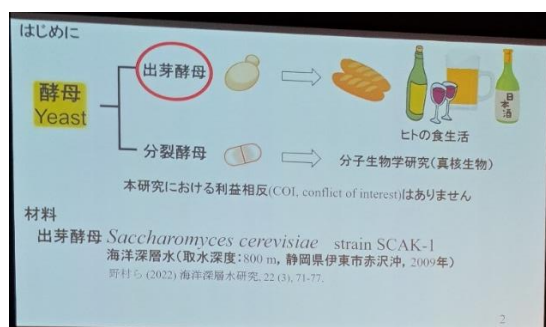 はじめに
出芽酵母
酵母
Yeast
日本酒
ヒトの食生活
分裂酵母
分子生物学研究(真核生物)
本研究における利益相反(COI, conflict of interest)はありません
材料
出芽酵母 Saccharomyces cerevisiae strain SCAK-1
海洋深層水(取水深度:800 m, 静岡県伊東市赤沢沖, 2009年)
野村ら (2022) 海洋深層水研究, 22 (3), 71-77.
2